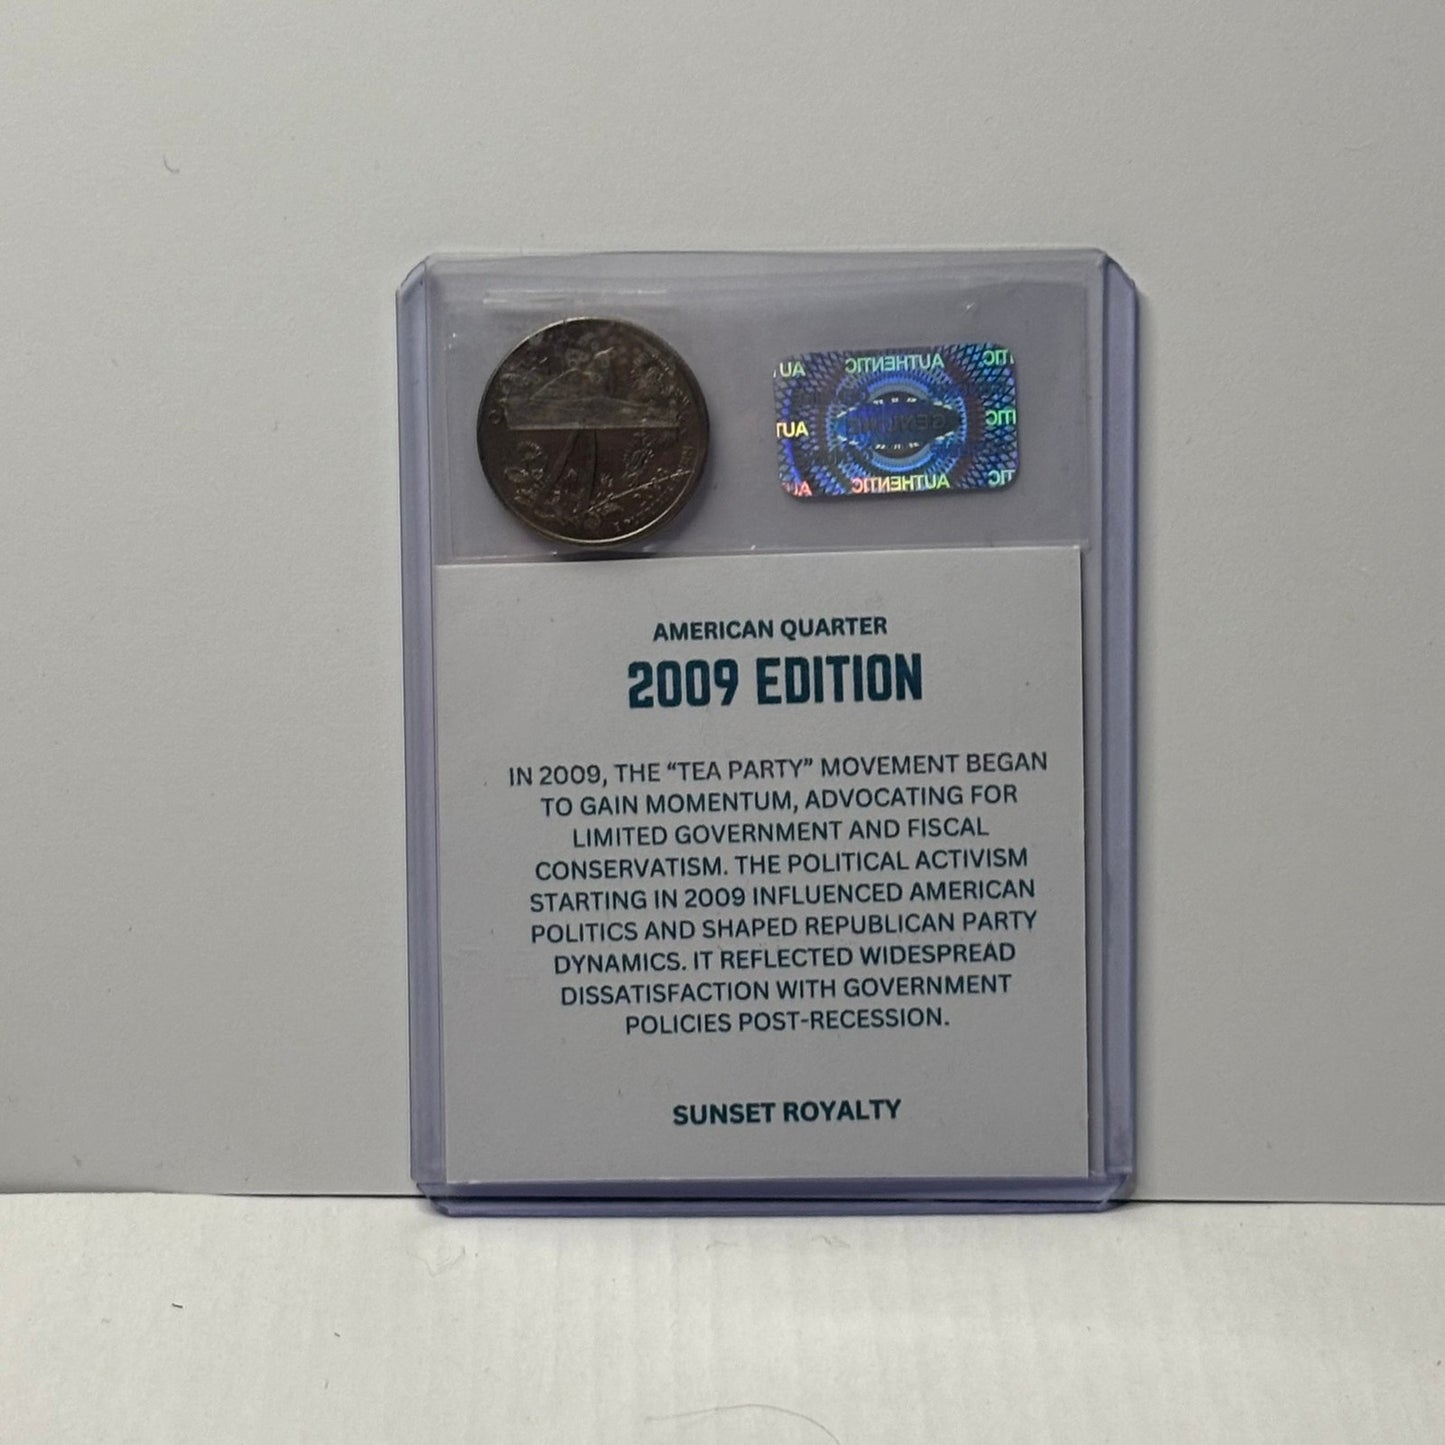 AUTHENTIC
AUTHENTIC
AMERICAN QUARTER
2009 EDITION
IN 2009, THE “TEA PARTY” MOVEMENT BEGAN
TO GAIN MOMENTUM, ADVOCATING FOR
LIMITED GOVERNMENT AND FISCAL
CONSERVATISM. THE POLITICAL ACTIVISM
STARTING IN 2009 INFLUENCED AMERICAN
POLITICS AND SHAPED REPUBLICAN PARTY
DYNAMICS. IT REFLECTED WIDESPREAD
DISSATISFACTION WITH GOVERNMENT
POLICIES POST-RECESSION.
SUNSET ROYALTY